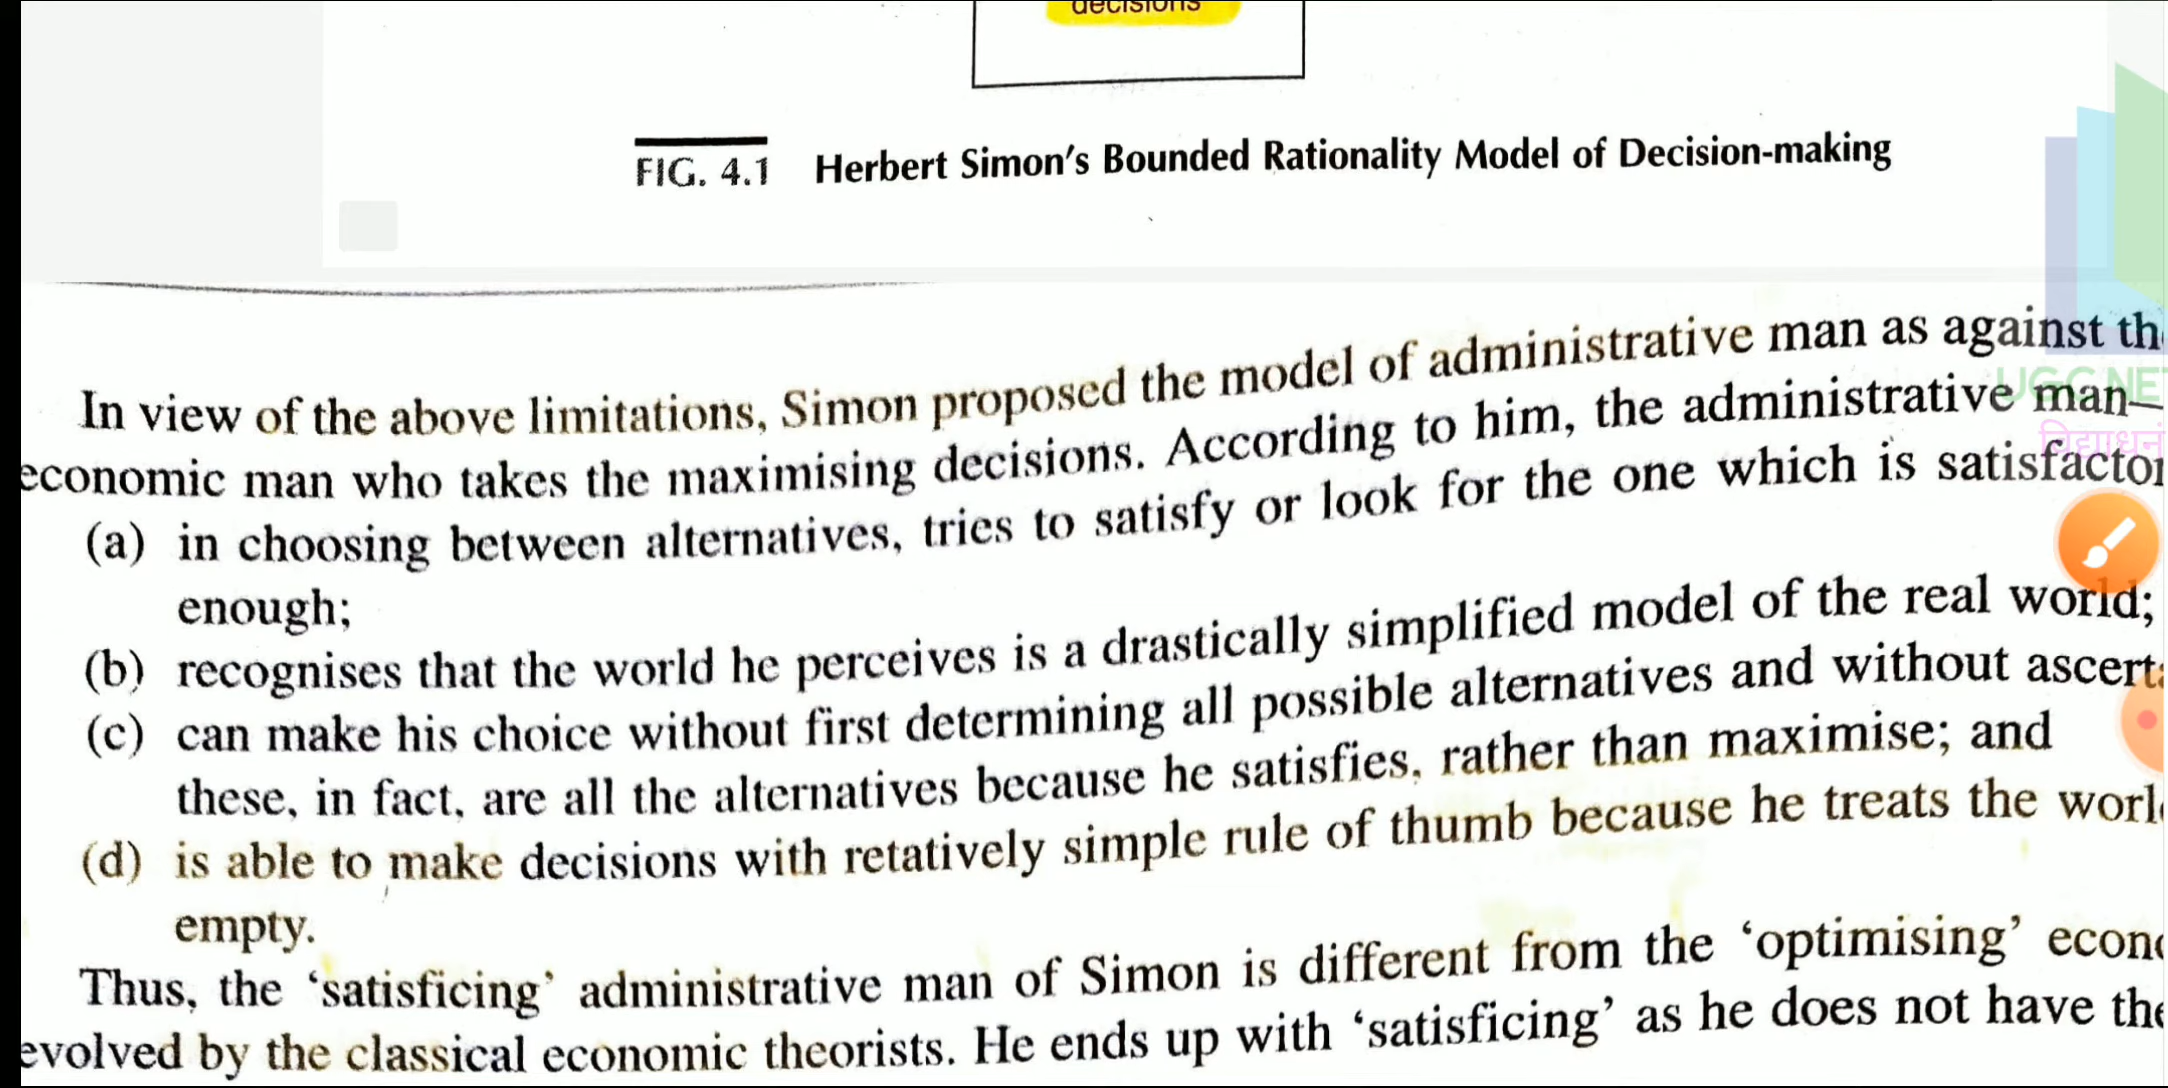 decisions
FIG. 4.1 Herbert Simon's Bounded Rationality Model of Decision-making
In view of the above limitations, Simon proposed the model of administrative man as against
economic man who takes the maximising decisions. According to him, the administrative man—
(a) in choosing between alternatives, tries to satisfy or look for the one which is
enough;
(b) recognises that the world he perceives is a drastically simplified model of the real world;
(c) can make his choice without first determining all possible alternatives and without
these, in fact, are all the alternatives because he satisfies, rather than maximise; and
(d) is able to make decisions with retatively simple rule of thumb because he treats the
empty.
Thus, the 'satisficing' administrative man of Simon is different from the 'optimising'
evolved by the classical economic theorists. He ends up with 'satisficing' as he does not have
UGC NE